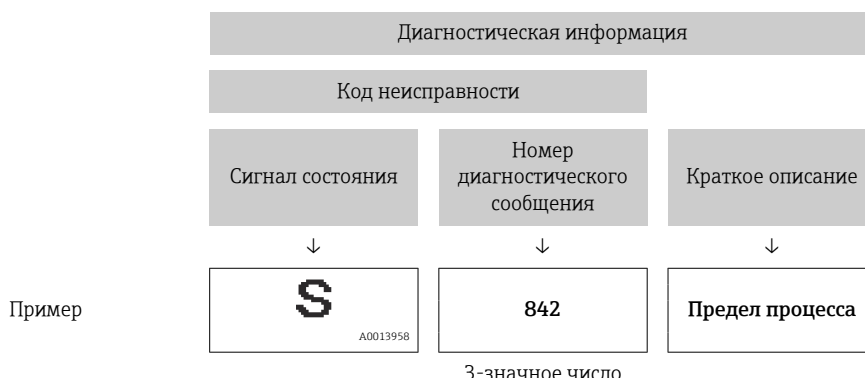 Диагностическая информация
Код неисправности
Сигнал состояния
Номер
диагностического
сообщения
Краткое описание
↓ ↓ ↓
Пример
S
A0013958
842
Предел процесса
3-значное число